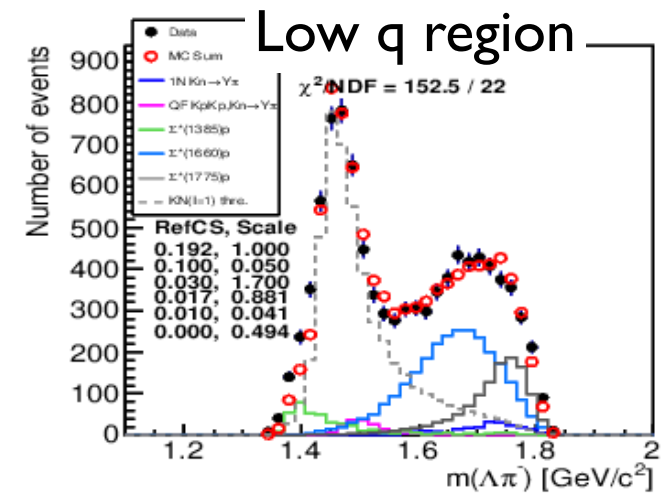 Low q region
Data
MC Sum
1N Kn→Yπ
QF KpKp,Kn→Yπ
Σ*(1385)p
Σ*(1660)p
Σ*(1775)p
KN(I=1) thre.
χ²/NDF = 152.5 / 22
RefCS, Scale
0.192, 1.000
0.100, 0.050
0.030, 1.700
0.017, 0.881
0.010, 0.041
0.000, 0.494
Number of events
900
800
700
600
500
400
300
200
100
0
1.2 1.4 1.6 1.8 2
m(Λπ⁻) [GeV/c²]